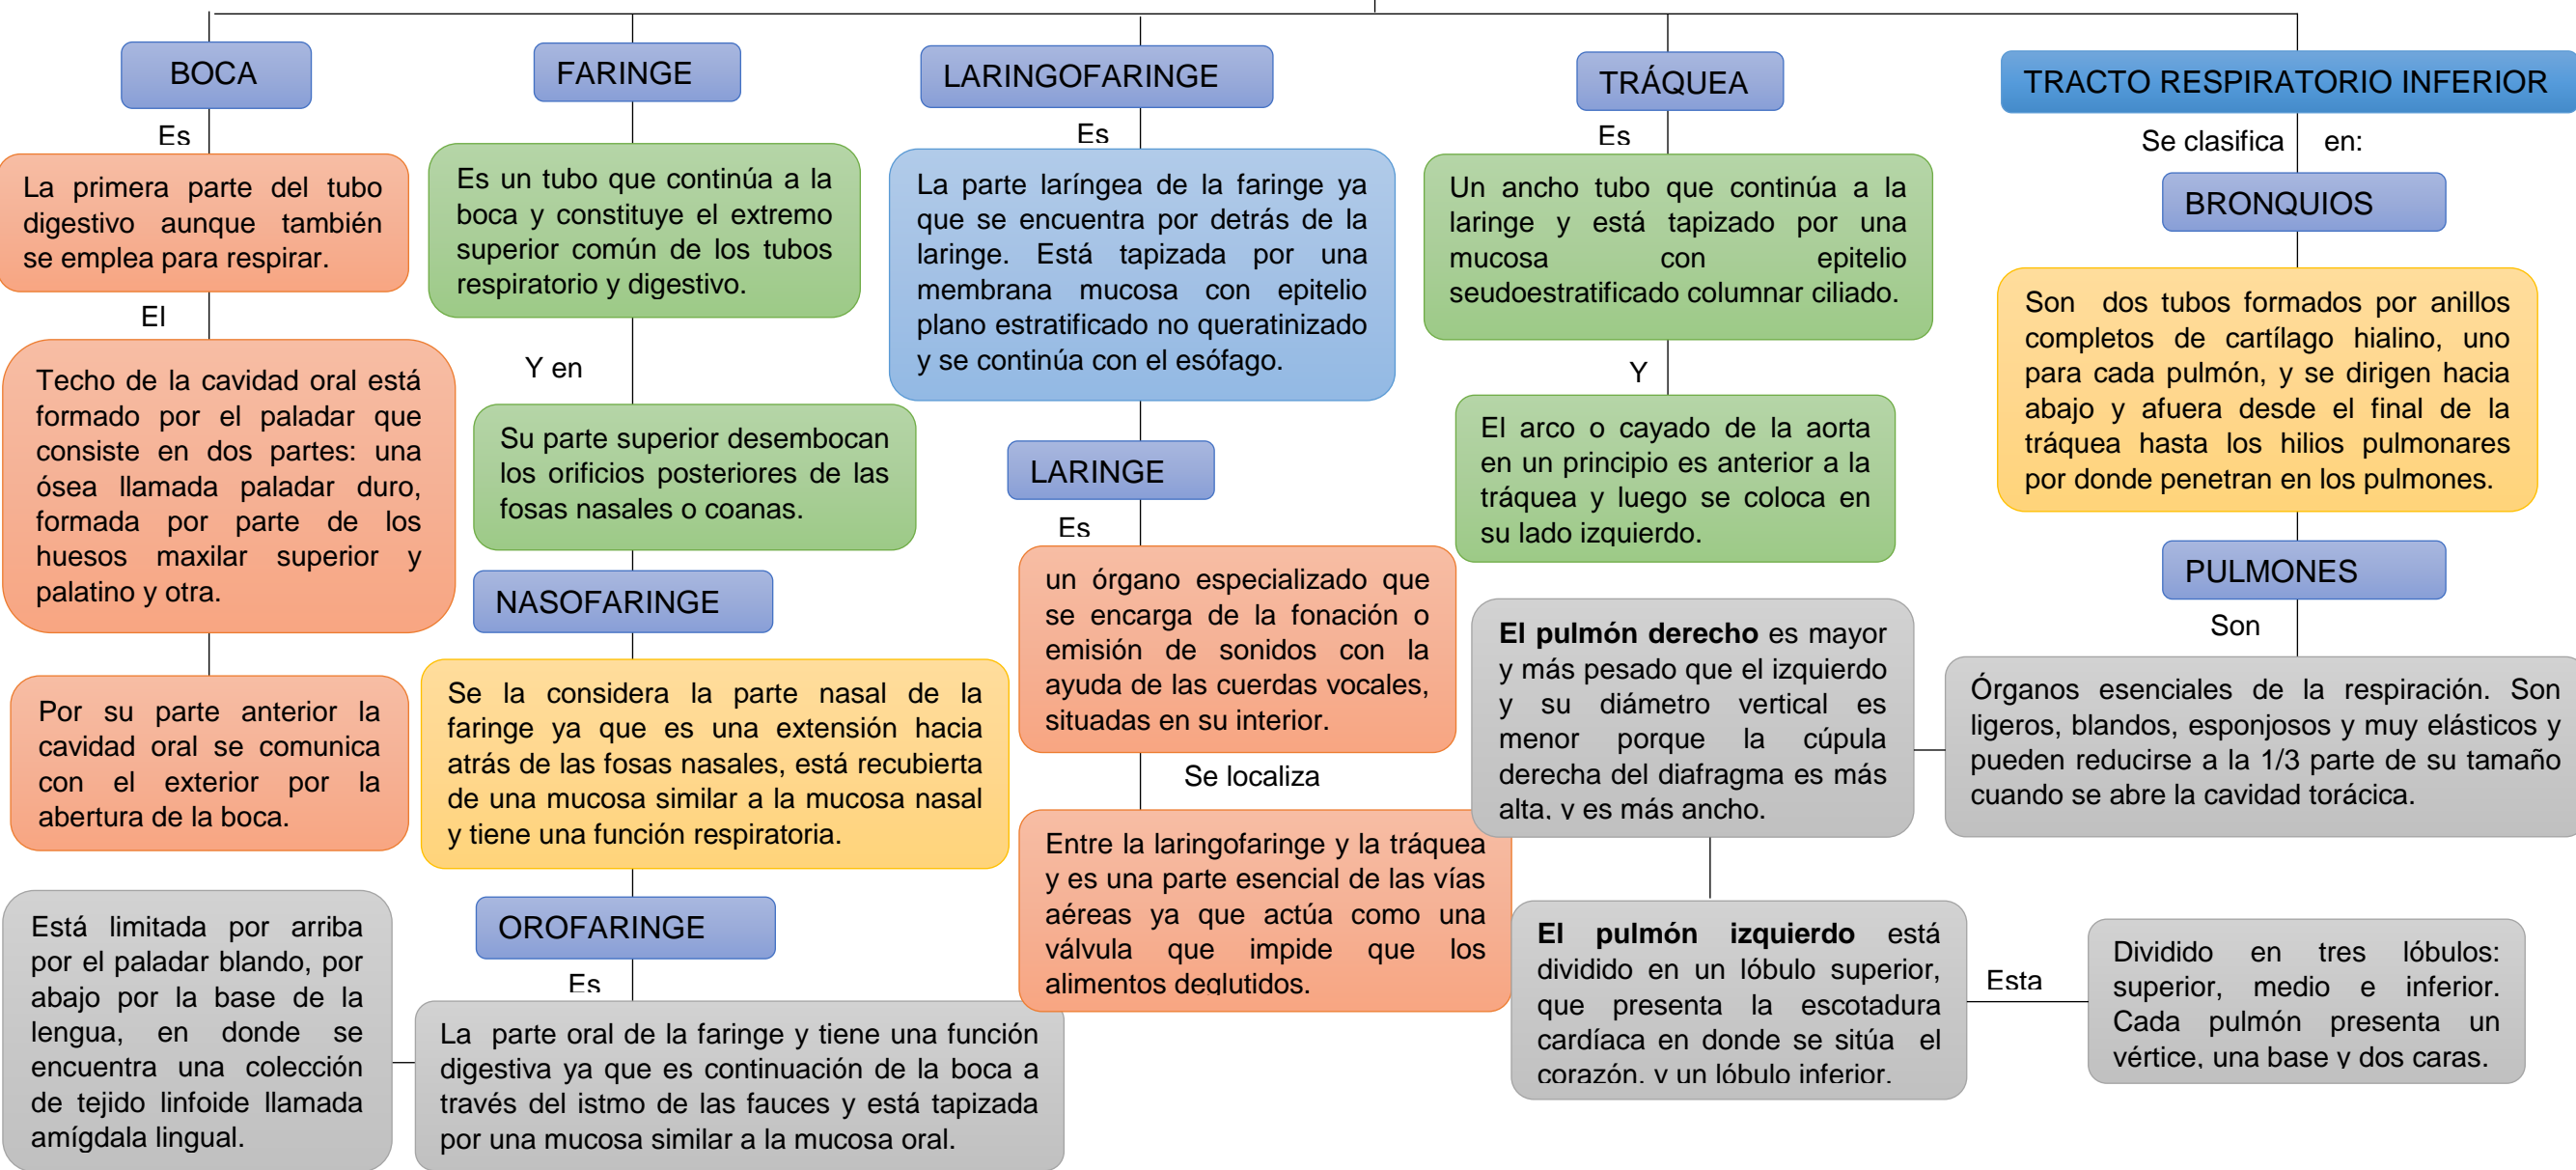 BOCA
Es
La primera parte del tubo
digestivo aunque también
se emplea para respirar.
El
Techo de la cavidad oral está
formado por el paladar que
consiste en dos partes: una
ósea llamada paladar duro,
formada por parte de los
huesos maxilar superior y
palatino y otra.
Por su parte anterior la
cavidad oral se comunica
con el exterior por la
abertura de la boca.
FARINGE
Es un tubo que continúa a la
boca y constituye el extremo
superior común de los tubos
respiratorio y digestivo.
Y en
Su parte superior desembocan
los orificios posteriores de las
fosas nasales o coanas.
NASOFARINGE
Se la considera la parte nasal de la
faringe ya que es una extensión hacia
atrás de las fosas nasales, está recubierta
de una mucosa similar a la mucosa nasal
y tiene una función respiratoria.
OROFARINGE
Es
La parte oral de la faringe y tiene una función
digestiva ya que es continuación de la boca a
través del istmo de las fauces y está tapizada
por una mucosa similar a la mucosa oral.
Está limitada por arriba
por el paladar blando, por
abajo por la base de la
lengua, en donde se
encuentra una colección
de tejido linfoide llamada
amígdala lingual.
LARINGOFARINGE
Es
La parte laríngea de la faringe ya
que se encuentra por detrás de la
laringe. Está tapizada por una
membrana mucosa con epitelio
plano estratificado no queratinizado
y se continúa con el esófago.
LARINGE
Es
un órgano especializado que
se encarga de la fonación o
emisión de sonidos con la
ayuda de las cuerdas vocales,
situadas en su interior.
Se localiza
Entre la laringofaringe y la tráquea
y es una parte esencial de las vías
aéreas ya que actúa como una
válvula que impide que los
alimentos deglutidos.
TRÁQUEA
Es
Un ancho tubo que continúa a la
laringe y está tapizado por una
mucosa con epitelio
seudoestratificado columnar ciliado.
Y
El arco o cayado de la aorta
en un principio es anterior a la
tráquea y luego se coloca en
su lado izquierdo.
TRACTO RESPIRATORIO INFERIOR
Se clasifica en:
BRONQUIOS
Son dos tubos formados por anillos
completos de cartílago hialino, uno
para cada pulmón, y se dirigen hacia
abajo y afuera desde el final de la
tráquea hasta los hilios pulmonares
por donde penetran en los pulmones.
PULMONES
Son
Órganos esenciales de la respiración. Son
ligeros, blandos, esponjosos y muy elásticos y
pueden reducirse a la 1/3 parte de su tamaño
cuando se abre la cavidad torácica.
El pulmón derecho es mayor
y más pesado que el izquierdo
y su diámetro vertical es
menor porque la cúpula
derecha del diafragma es más
alta, y es más ancho.
El pulmón izquierdo está
dividido en un lóbulo superior,
que presenta la escotadura
cardíaca en donde se sitúa el
corazón, y un lóbulo inferior.
Esta
Dividido en tres lóbulos:
superior, medio e inferior.
Cada pulmón presenta un
vértice, una base y dos caras.